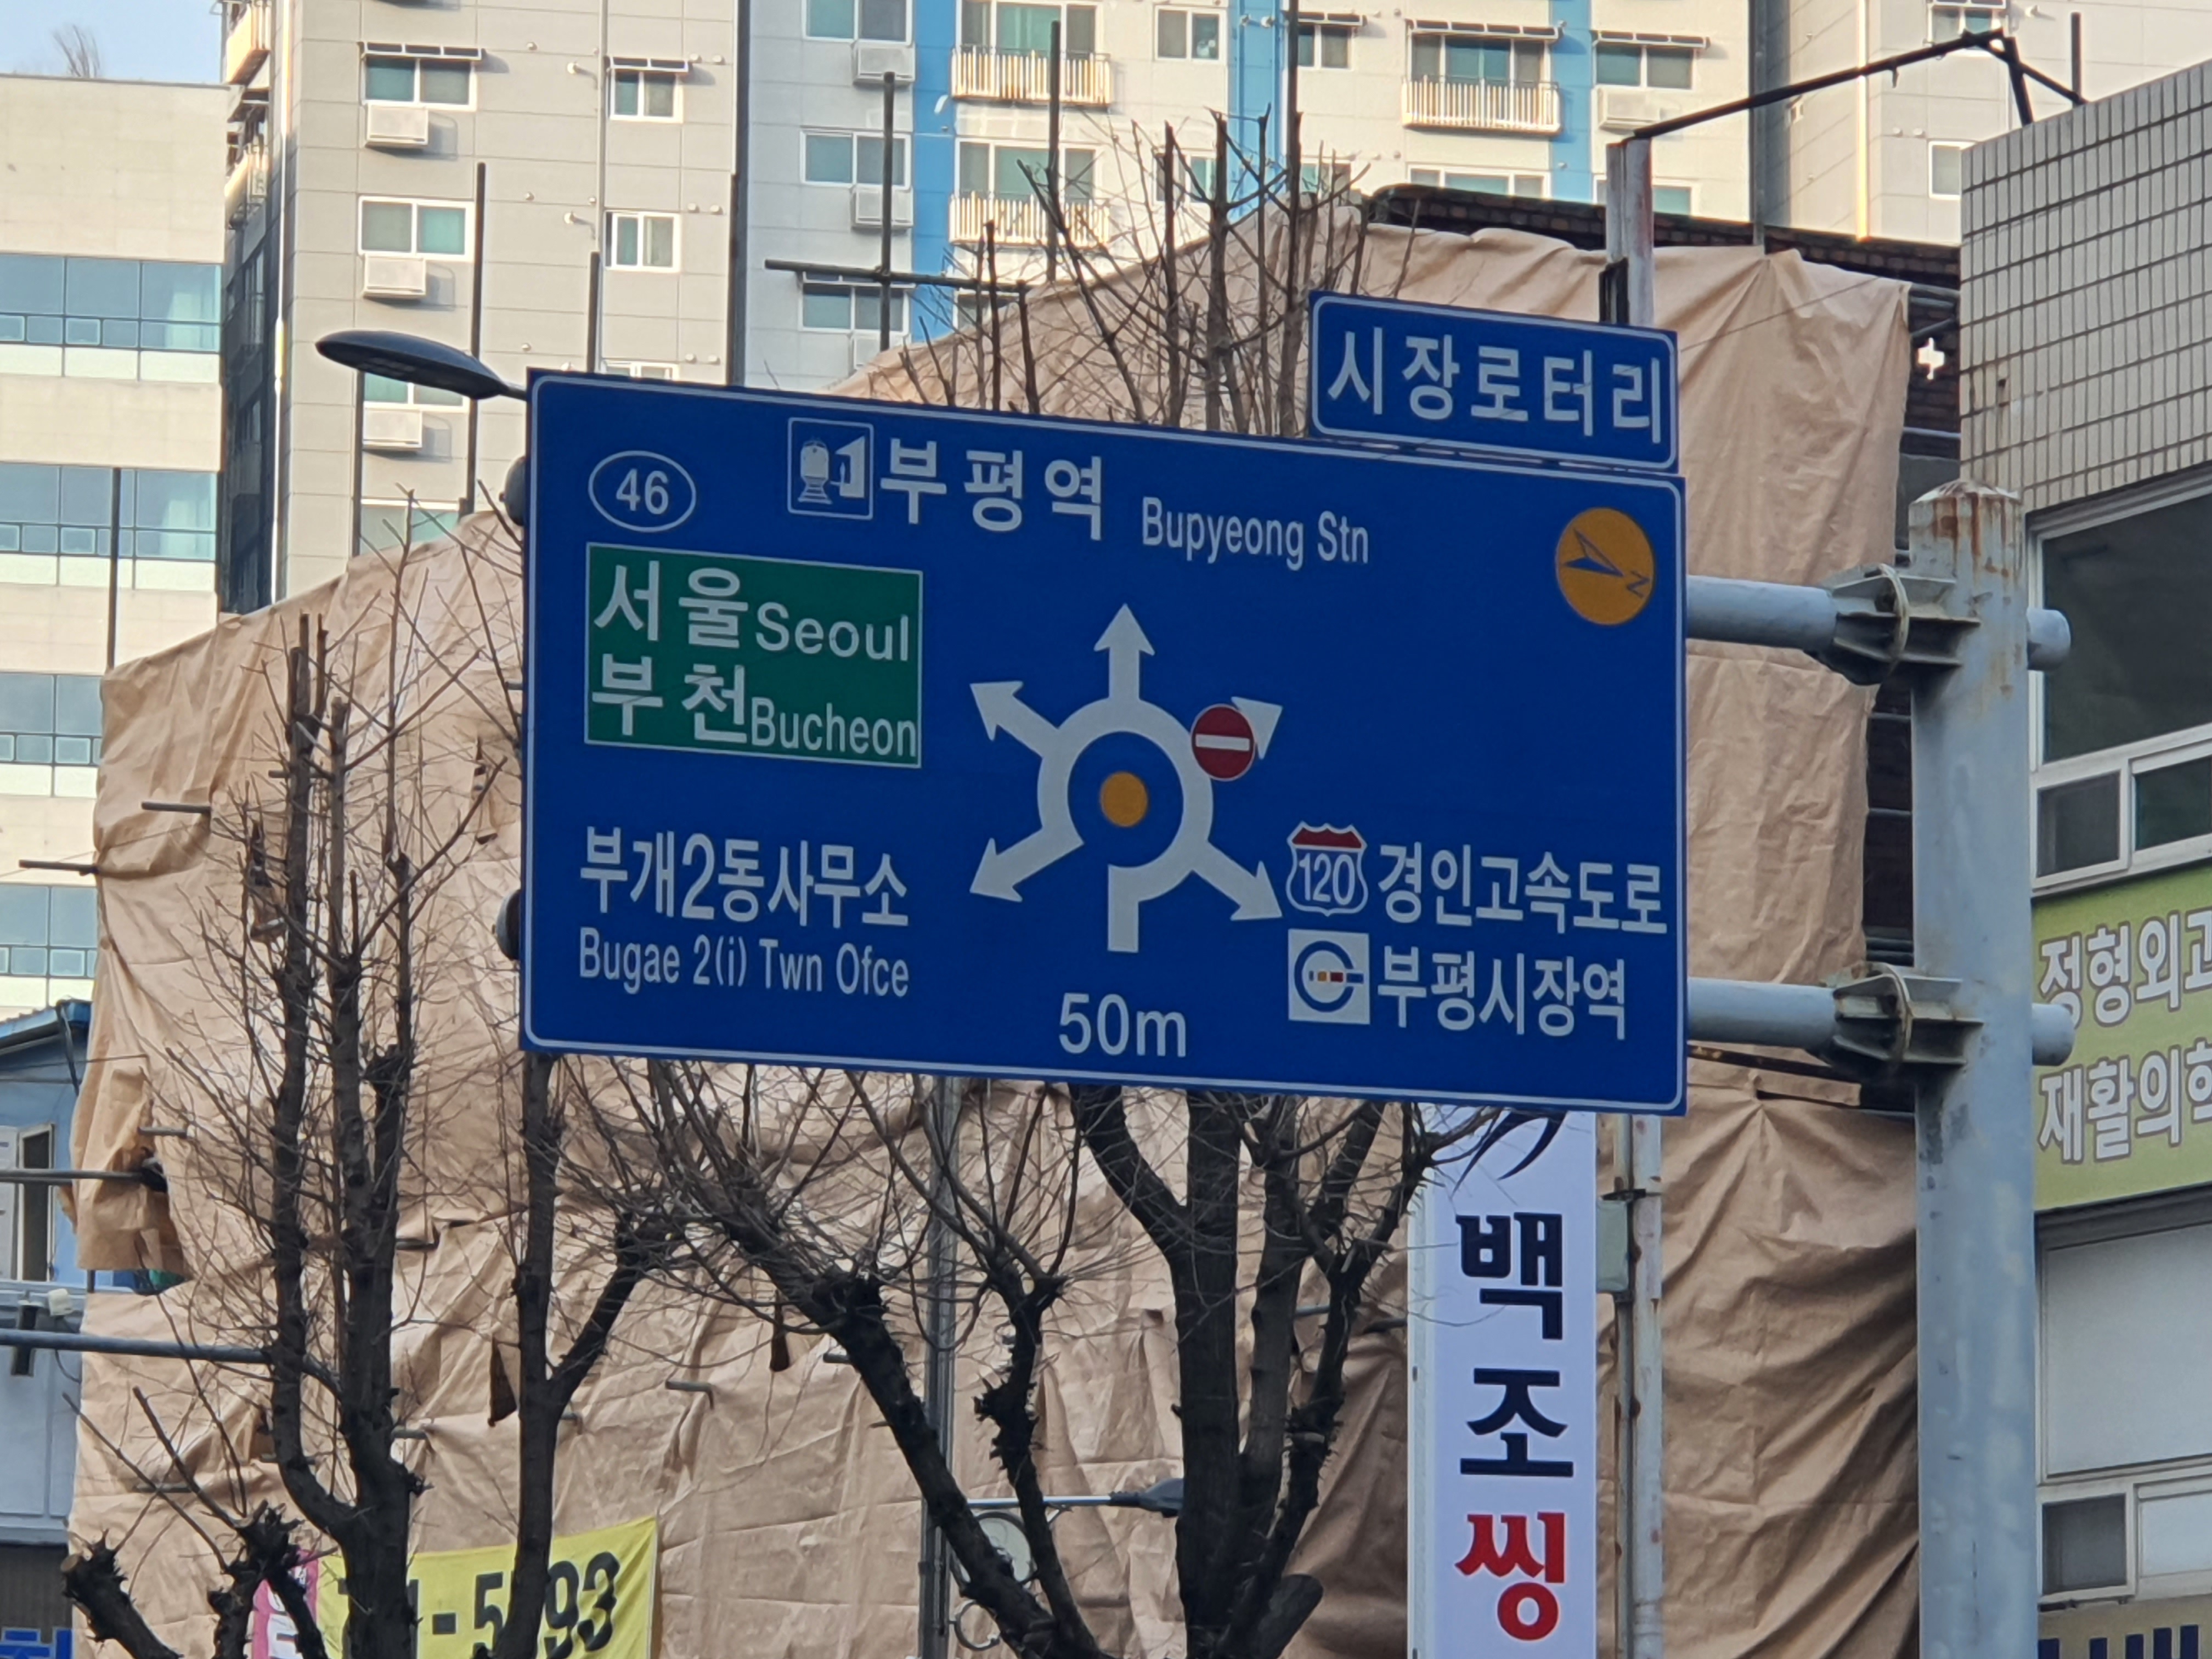 시장로터리
46
부평역 Bupyeong Stn
N
서울 Seoul
부천 Bucheon
부개2동사무소
Bugae 2(i) Twn Ofce
120 경인고속도로
부평시장역
50m
정형외과
재활의학
백조씽